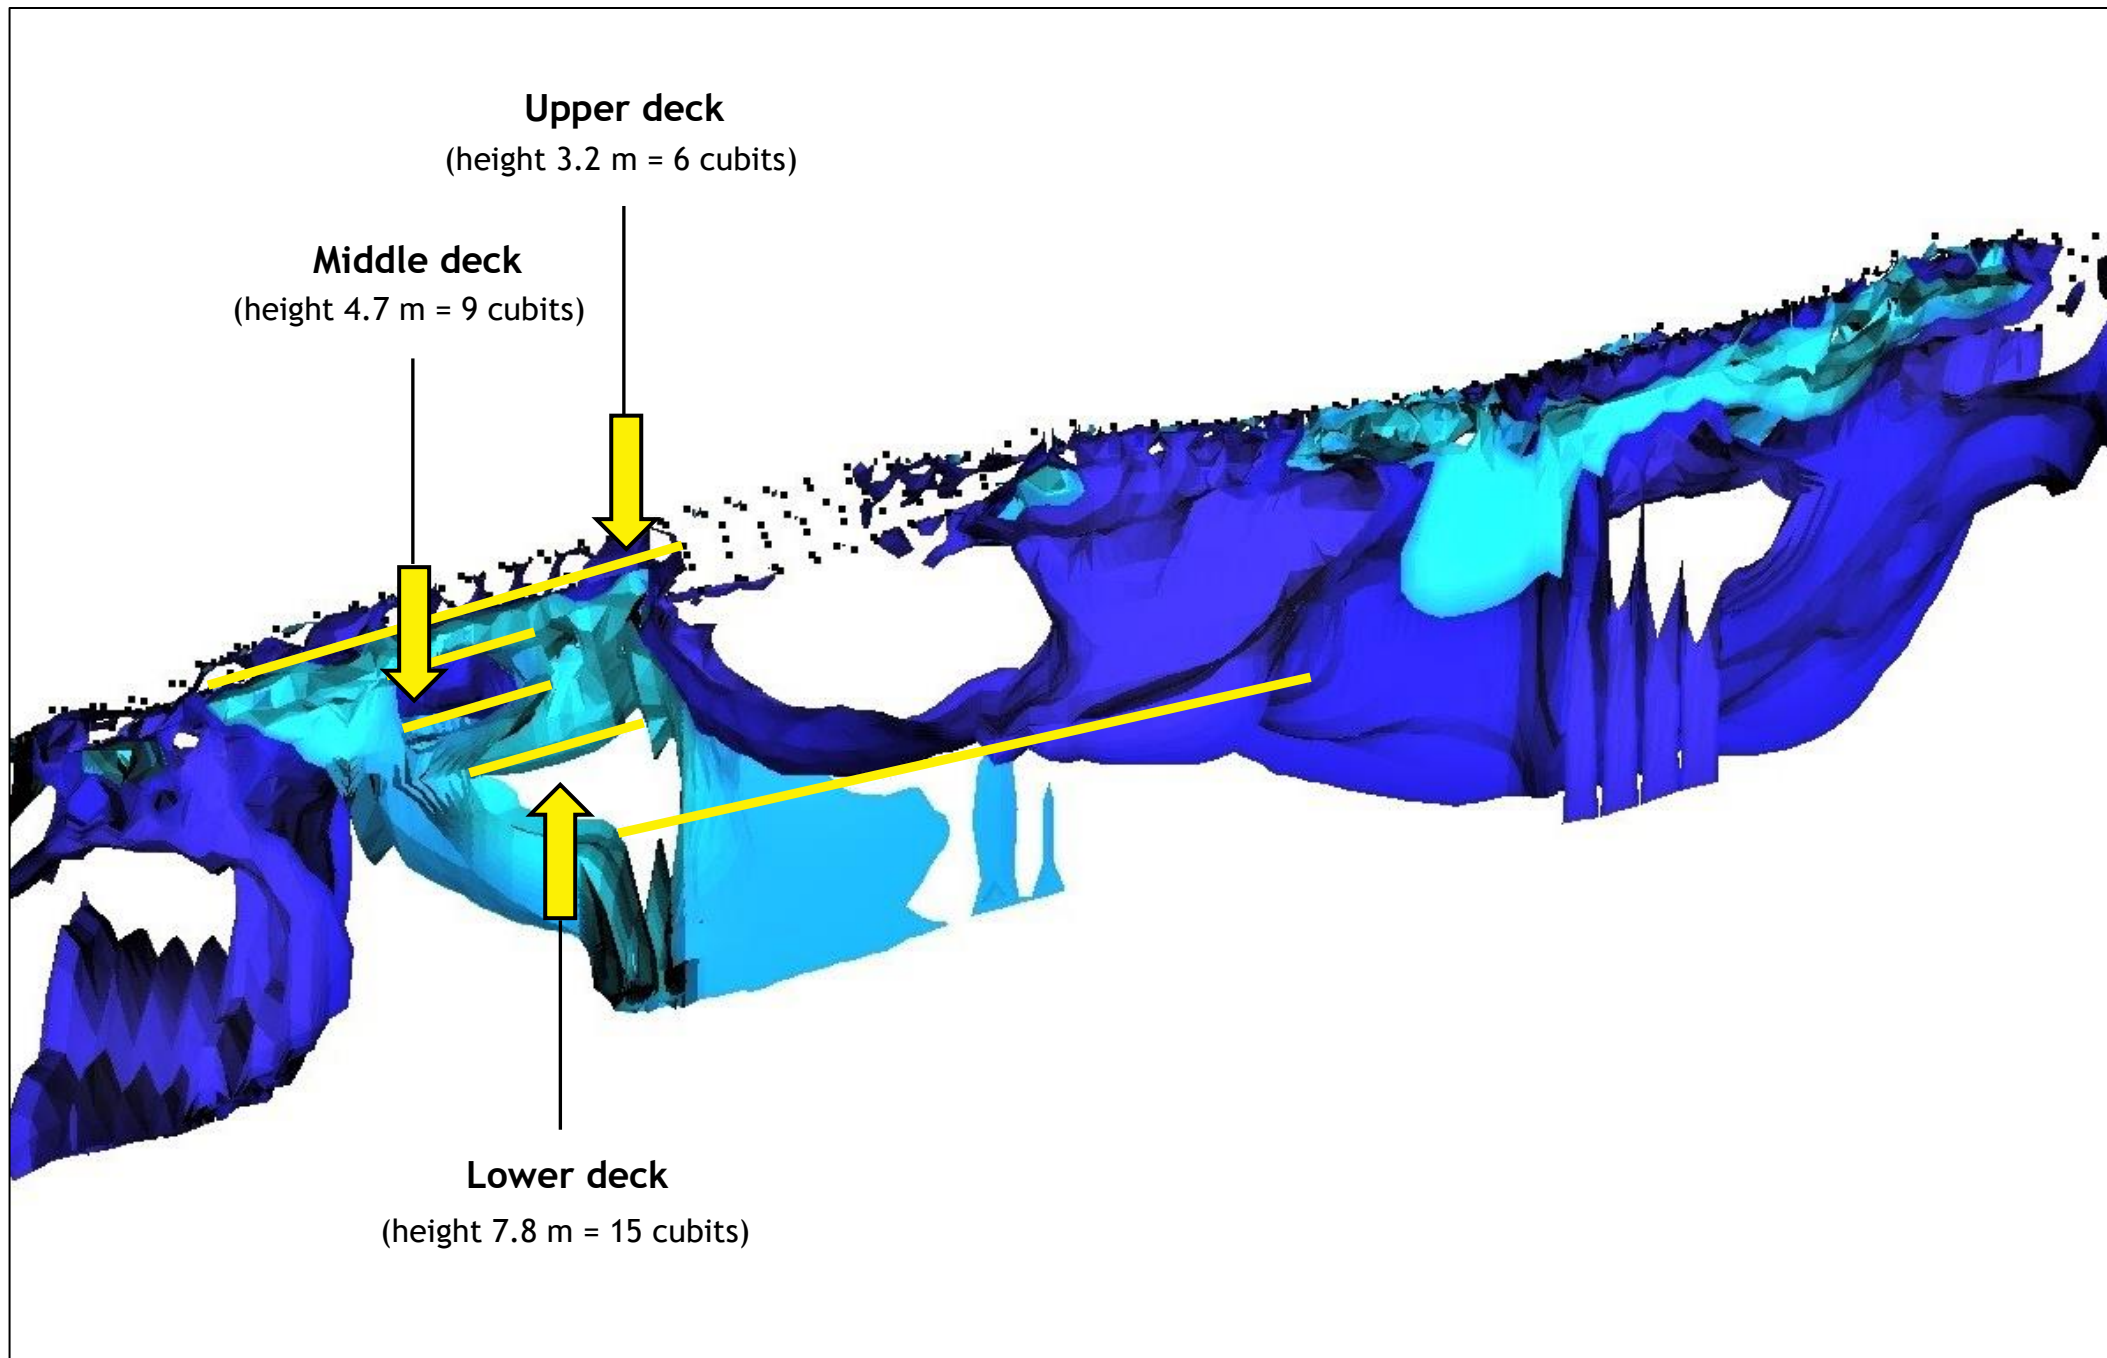 Upper deck
(height 3.2 m = 6 cubits)
Middle deck
(height 4.7 m = 9 cubits)
Lower deck
(height 7.8 m = 15 cubits)